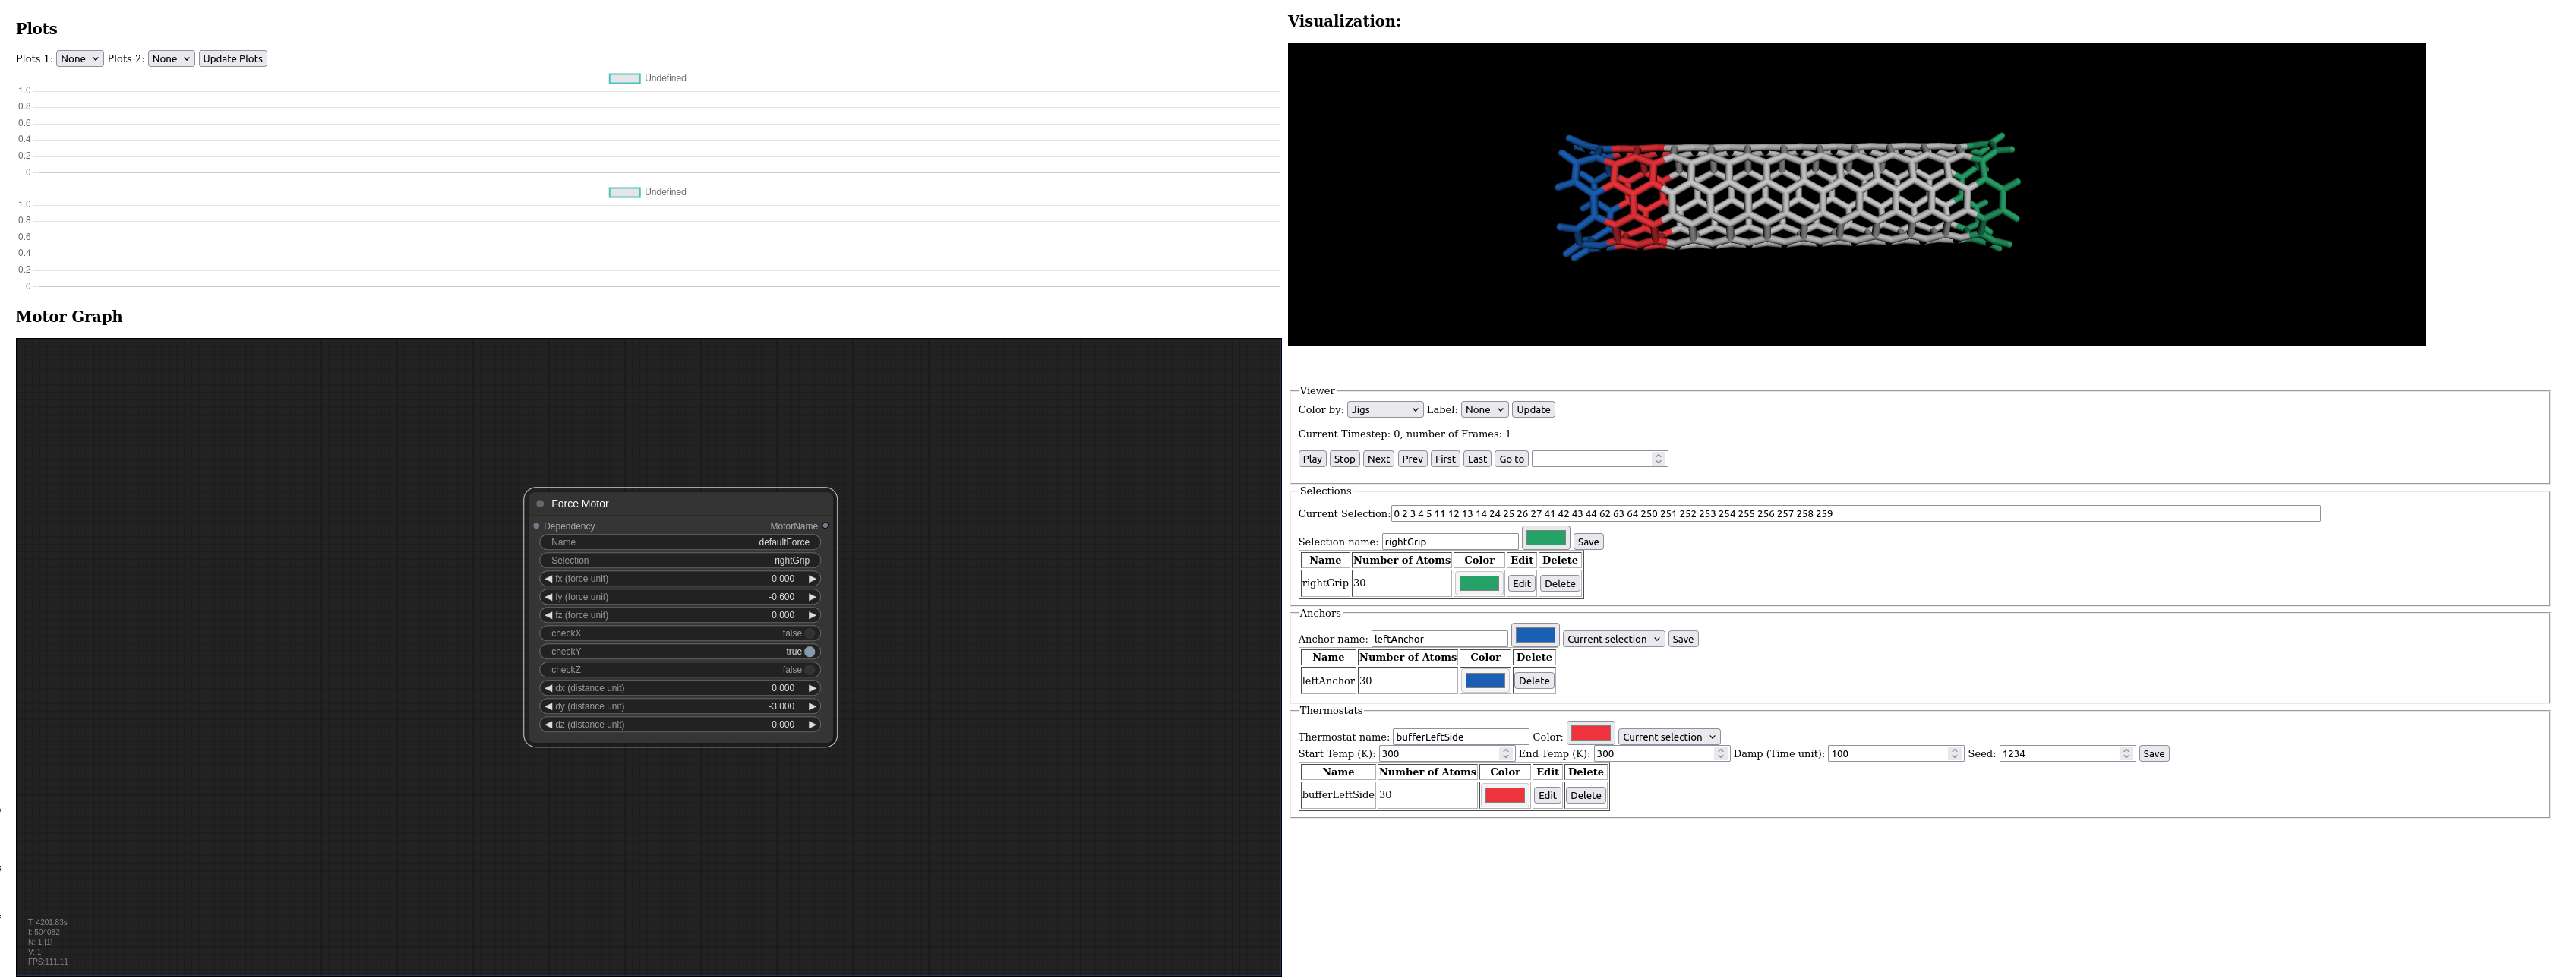 Plots
Plots 1: None Plots 2: None Update Plots
Undefined
1.0
0.8
0.6
0.4
0.2
0
Undefined
1.0
0.8
0.6
0.4
0.2
0
Motor Graph
Force Motor
Dependency MotorName
Name defaultForce
Selection rightGrip
fx (force unit) 0.000
fy (force unit) -0.600
fz (force unit) 0.000
checkX false
checkY true
checkZ false
dx (distance unit) 0.000
dy (distance unit) -3.000
dz (distance unit) 0.000
T: 4201.83s
I: 504082
N: 1 [1]
V: 1
FPS:111.11
Visualization:
Viewer
Color by: Jigs Label: None Update
Current Timestep: 0, number of Frames: 1
Play Stop Next Prev First Last Go to
Selections
Current Selection: 0 2 3 4 5 11 12 13 14 24 25 26 27 41 42 43 44 62 63 64 250 251 252 253 254 255 256 257 258 259
Selection name: rightGrip Save
Name Number of Atoms Color Edit Delete
rightGrip 30 Edit Delete
Anchors
Anchor name: leftAnchor Current selection Save
Name Number of Atoms Color Delete
leftAnchor 30 Delete
Thermostats
Thermostat name: bufferLeftSide Color: Current selection
Start Temp (K): 300 End Temp (K): 300 Damp (Time unit): 100 Seed: 1234 Save
Name Number of Atoms Color Edit Delete
bufferLeftSide 30 Edit Delete